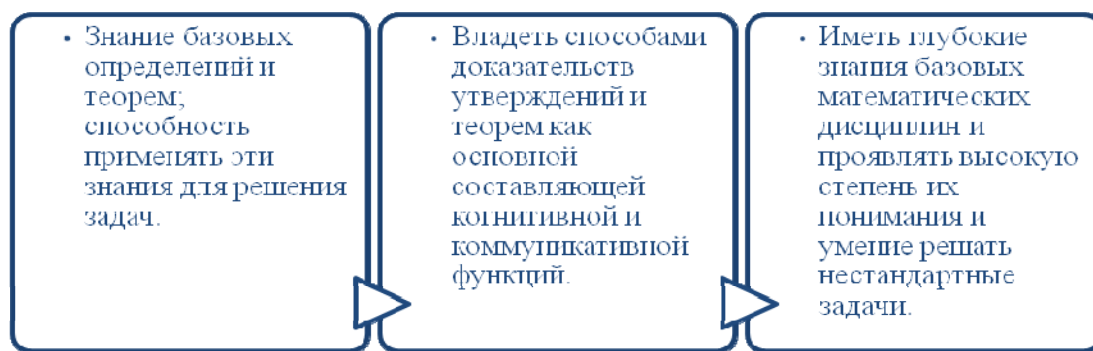 • Знание базовых
определений и
теорем;
способность
применять эти
знания для решения
задач.
• Владеть способами
доказательств
утверждений и
теорем как
основной
составляющей
когнитивной и
коммуникативной
функций.
• Иметь глубокие
знания базовых
математических
дисциплин и
проявлять высокую
степень их
понимания и
умение решать
нестандартные
задачи.